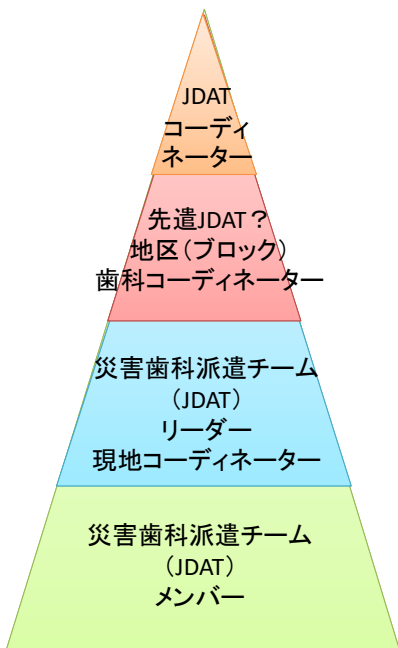 JDAT
コーディ
ネーター
先遣JDAT？
地区（ブロック）
歯科コーディネーター
災害歯科派遣チーム
（JDAT）
リーダー
現地コーディネーター
災害歯科派遣チーム
（JDAT）
メンバー